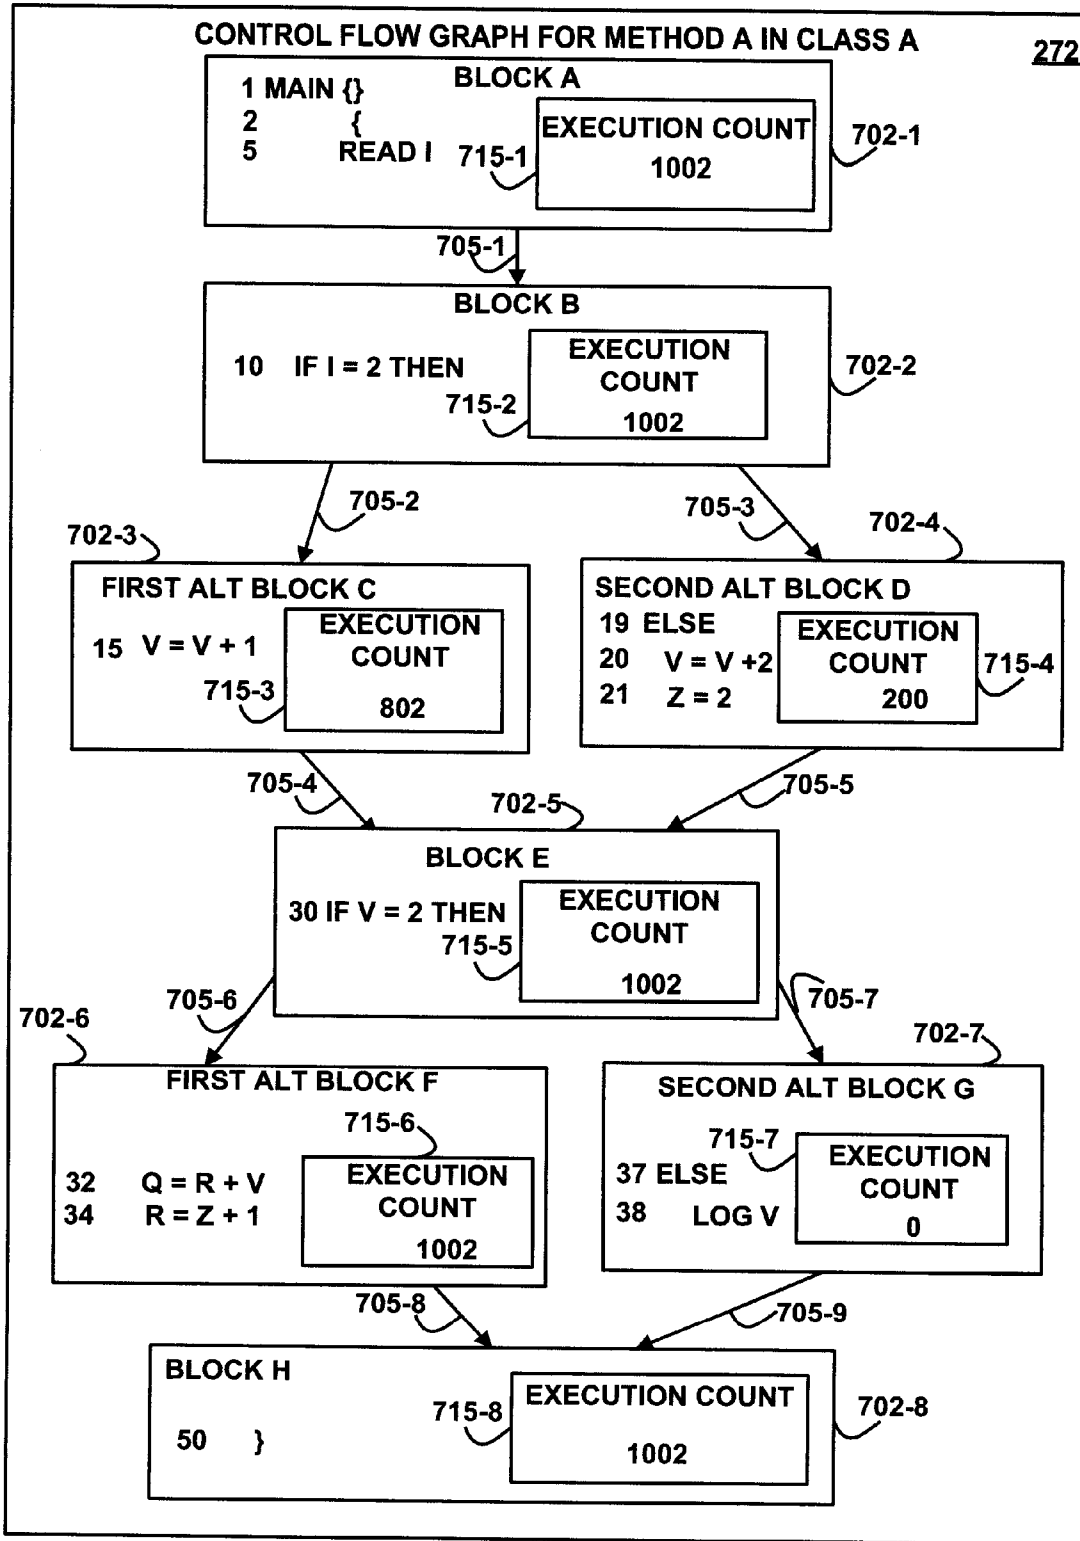 CONTROL FLOW GRAPH FOR METHOD A IN CLASS A
272
BLOCK A
1 MAIN {}
2 {
5 READ I
EXECUTION COUNT
1002
715-1
702-1
705-1
BLOCK B
10 IF I = 2 THEN
EXECUTION
COUNT
1002
715-2
702-2
705-2
705-3
702-3
702-4
FIRST ALT BLOCK C
15 V = V + 1
EXECUTION
COUNT
802
715-3
SECOND ALT BLOCK D
19 ELSE
20 V = V +2
21 Z = 2
EXECUTION
COUNT
200
715-4
705-4
705-5
702-5
BLOCK E
30 IF V = 2 THEN
EXECUTION
COUNT
1002
715-5
705-6
705-7
702-6
702-7
FIRST ALT BLOCK F
715-6
32 Q = R + V
34 R = Z + 1
EXECUTION
COUNT
1002
SECOND ALT BLOCK G
715-7
37 ELSE
38 LOG V
EXECUTION
COUNT
0
705-8
705-9
BLOCK H
50 }
715-8
EXECUTION COUNT
1002
702-8